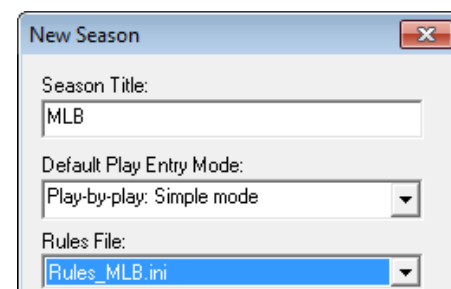 New Season
Season Title:
MLB
Default Play Entry Mode:
Play-by-play: Simple mode
Rules File:
Rules_MLB.ini